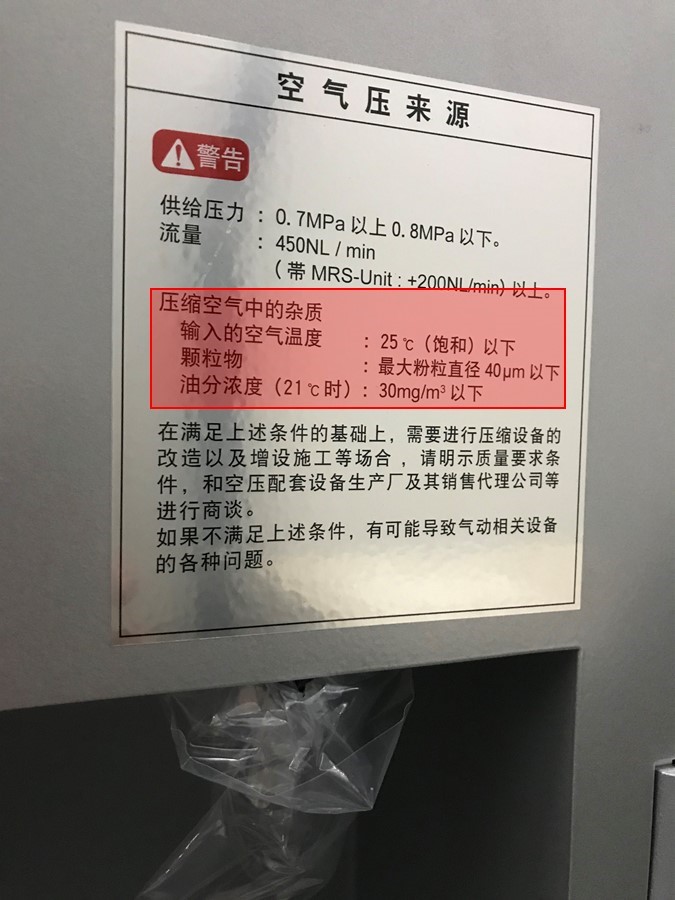 空气压来源
警告
供给压力 : 0.7MPa 以上 0.8MPa 以下。
流量 : 450NL / min
( 带 MRS-Unit : +200NL/min) 以上。
压缩空气中的杂质
输入的空气温度 : 25℃ (饱和) 以下
颗粒物 : 最大粉粒直径 40μm 以下
油分浓度 (21℃时) : 30mg/m³ 以下
在满足上述条件的基础上，需要进行压缩设备的
改造以及增设施工等场合，请明示质量要求条
件，和空压配套设备生产厂及其销售代理公司等
进行商谈。
如果不满足上述条件，有可能导致气动相关设备
的各种问题。